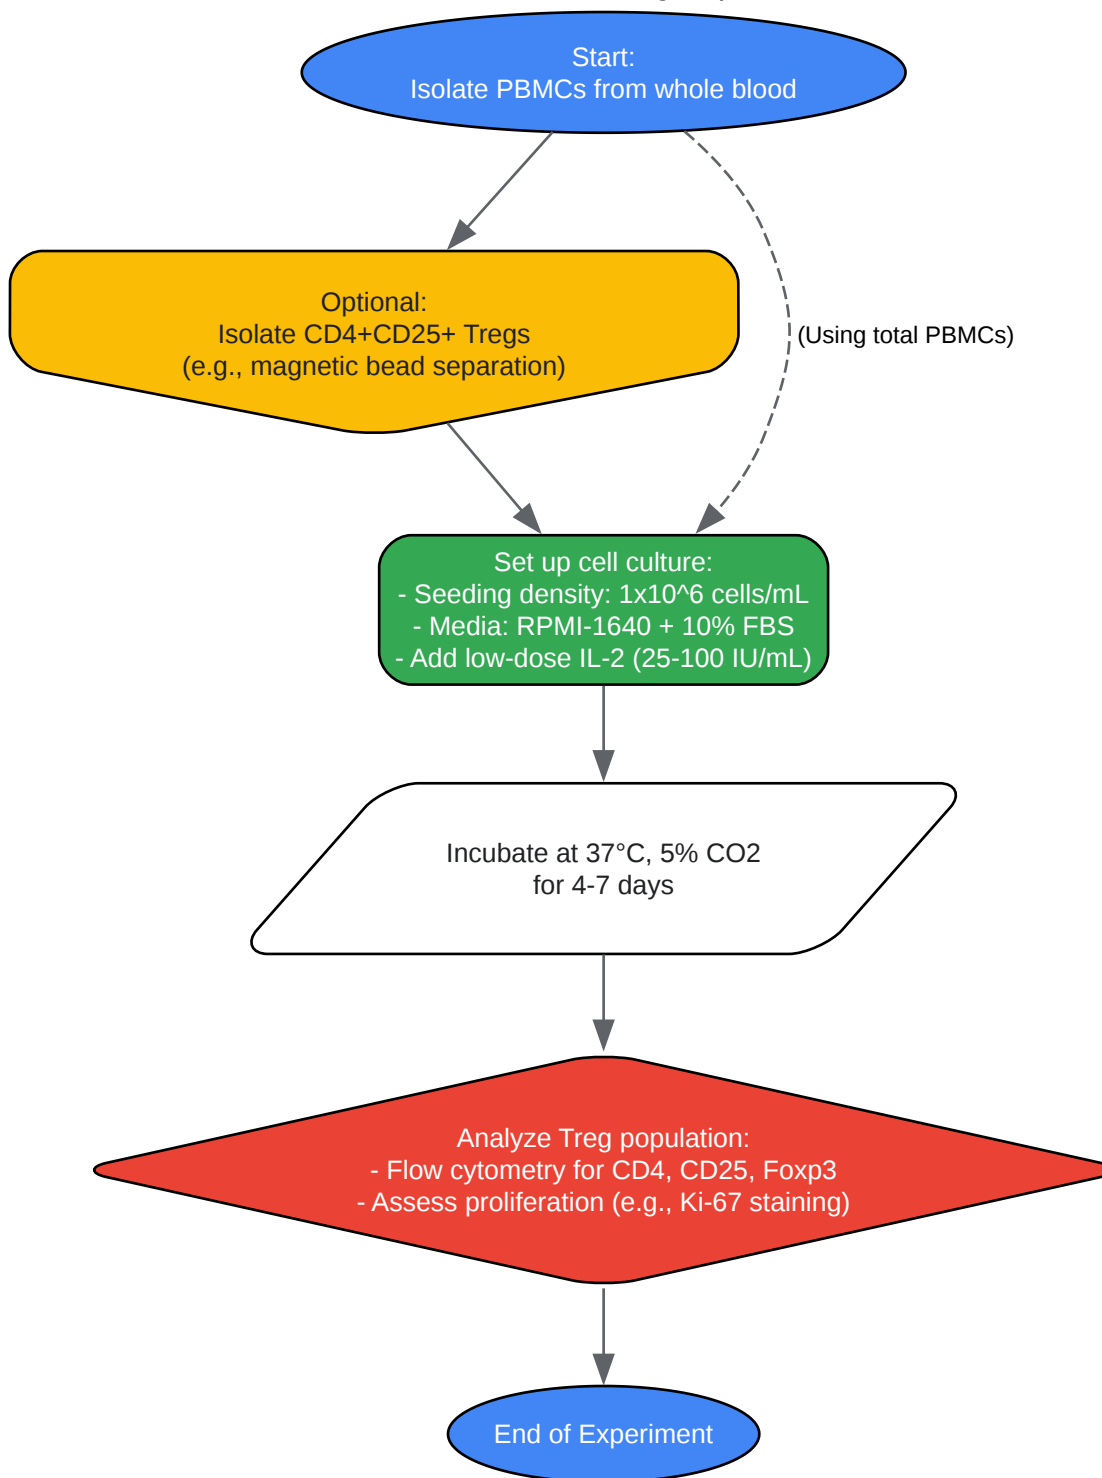 Start:
Isolate PBMCs from whole blood
Optional:
Isolate CD4+CD25+ Tregs
(e.g., magnetic bead separation)
(Using total PBMCs)
Set up cell culture:
- Seeding density: 1x10^6 cells/mL
- Media: RPMI-1640 + 10% FBS
- Add low-dose IL-2 (25-100 IU/mL)
Incubate at 37°C, 5% CO2
for 4-7 days
Analyze Treg population:
- Flow cytometry for CD4, CD25, Foxp3
- Assess proliferation (e.g., Ki-67 staining)
End of Experiment